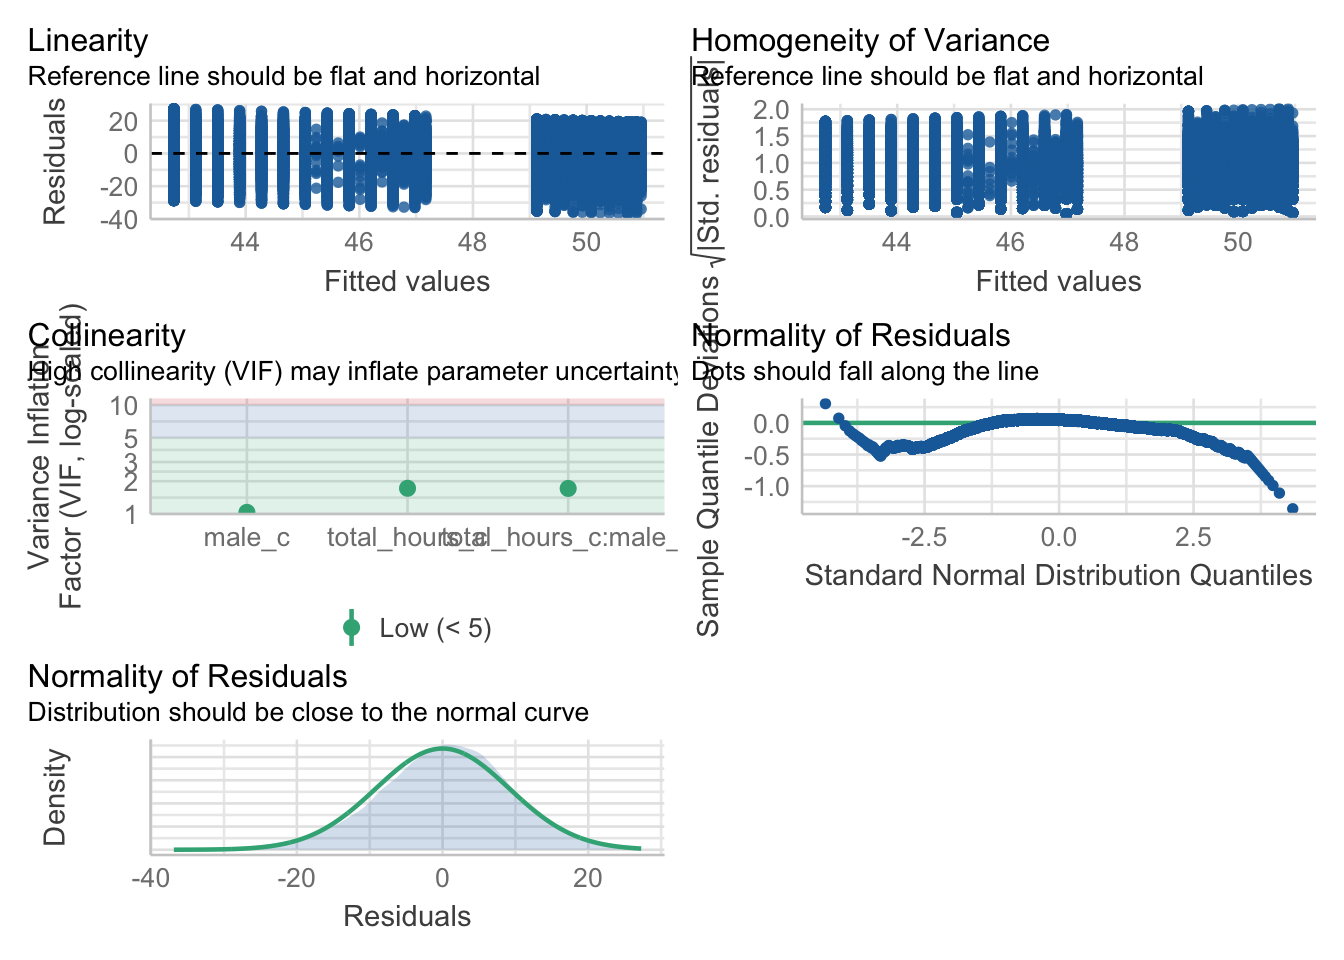 Linearity
Reference line should be flat and horizontal
Residuals
20
0
-20
-40
44
46
48
50
Fitted values
Homogeneity of Variance
Reference line should be flat and horizontal
√|Std. residuals|
2.0
1.5
1.0
0.5
0.0
44
46
48
50
Fitted values
Collinearity
High collinearity (VIF) may inflate parameter uncertainty
Variance Inflation
Factor (VIF, log-scaled)
10
5
3
2
1
male_c
total_hours_c
total_hours_c:male_
Low (< 5)
Normality of Residuals
Dots should fall along the line
Sample Quantile Deviations
0.0
-0.5
-1.0
-2.5
0.0
2.5
Standard Normal Distribution Quantiles
Normality of Residuals
Distribution should be close to the normal curve
Density
-40
-20
0
20
Residuals